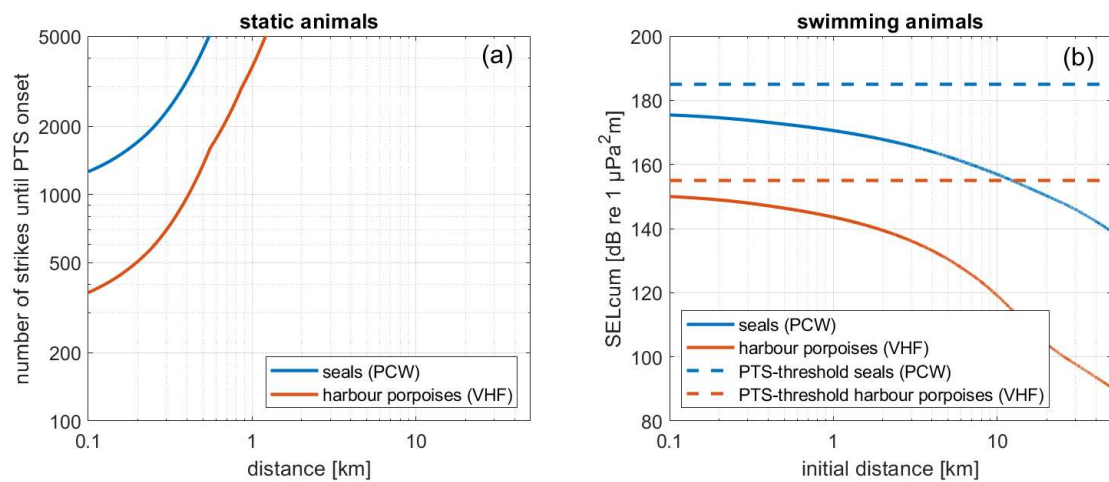 static animals
(a)
number of strikes until PTS onset
5000
2000
1000
500
200
100
0.1
1
10
distance [km]
seals (PCW)
harbour porpoises (VHF)
swimming animals
(b)
SELcum [dB re 1 µPa²m]
200
180
160
140
120
100
80
0.1
1
10
initial distance [km]
seals (PCW)
harbour porpoises (VHF)
PTS-threshold seals (PCW)
PTS-threshold harbour porpoises (VHF)